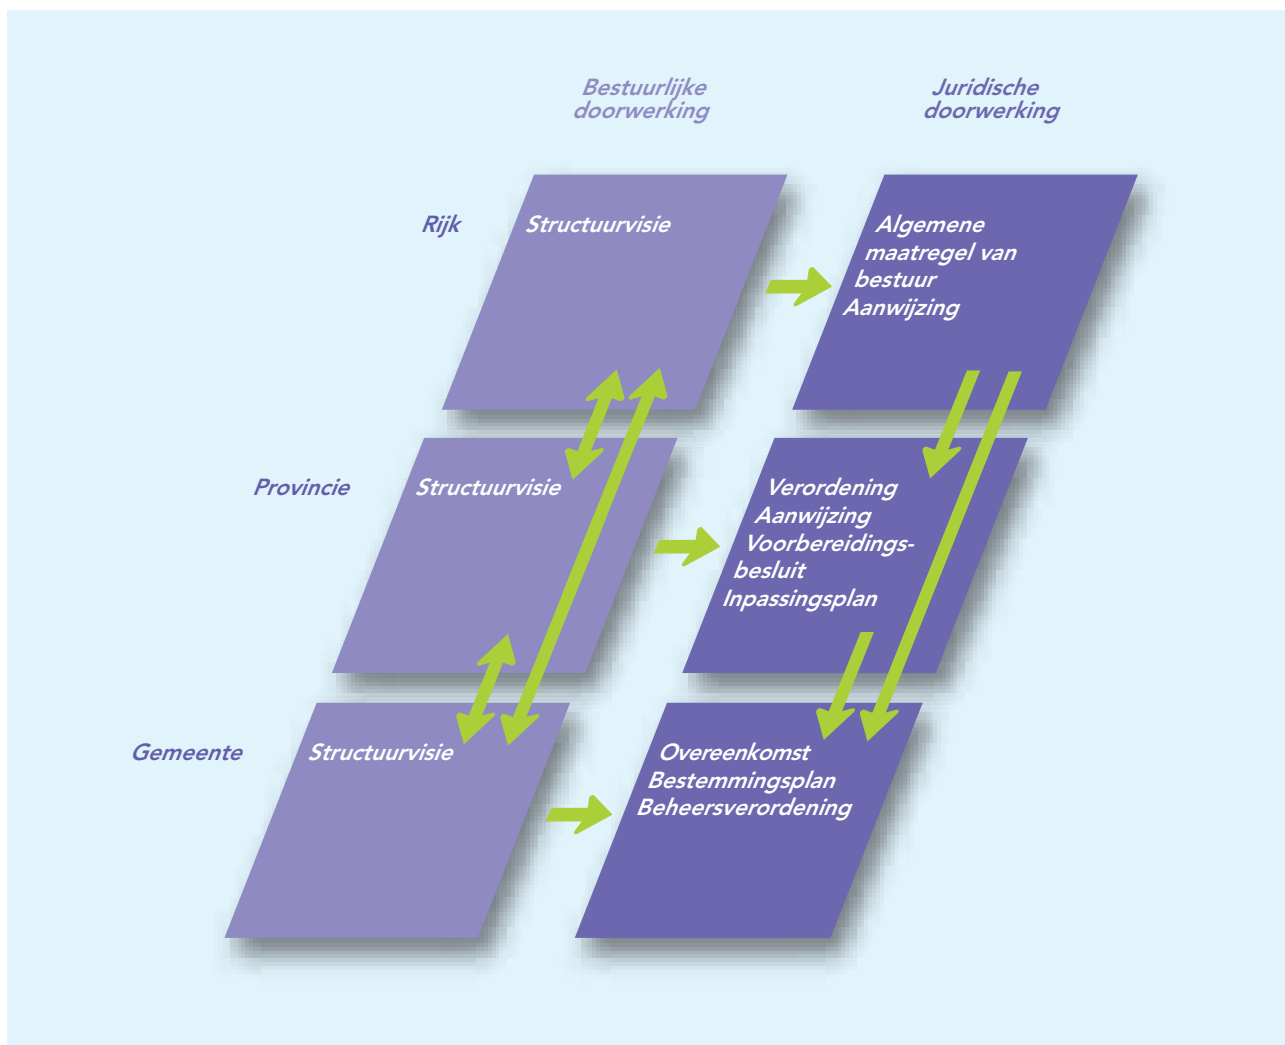 Bestuurlijke
doorwerking
Juridische
doorwerking
Rijk
Structuurvisie
Algemene
maatregel van
bestuur
Aanwijzing
Provincie
Structuurvisie
Verordening
Aanwijzing
Voorbereidings-
besluit
Inpassingsplan
Gemeente
Structuurvisie
Overeenkomst
Bestemmingsplan
Beheersverordening